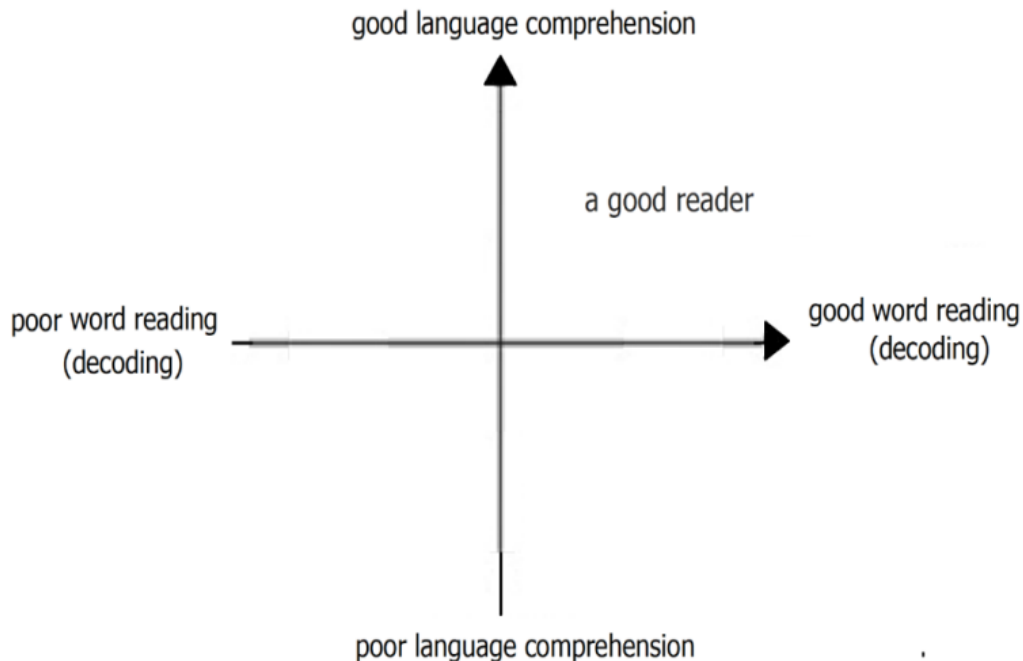 good language comprehension
a good reader
poor word reading
(decoding)
good word reading
(decoding)
poor language comprehension